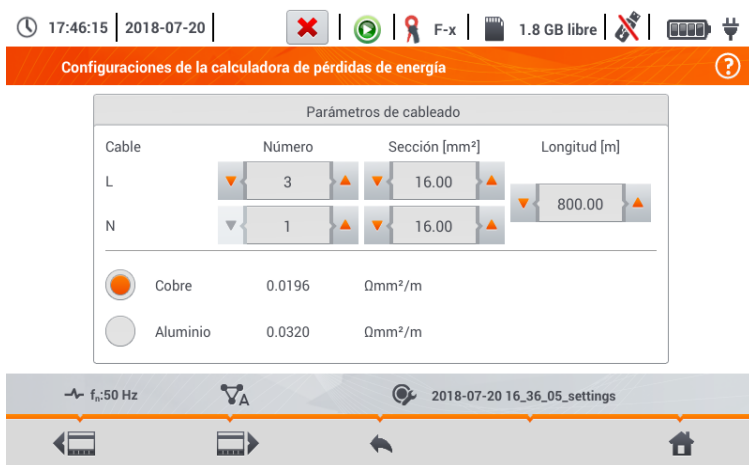 17:46:15 2018-07-20 F-x 1.8 GB libre
Configuraciones de la calculadora de pérdidas de energía ?
Parámetros de cableado
Cable Número Sección [mm²] Longitud [m]
L 3 16.00
800.00
N 1 16.00
Cobre 0.0196 Ωmm²/m
Aluminio 0.0320 Ωmm²/m
fn:50 Hz A 2018-07-20 16_36_05_settings